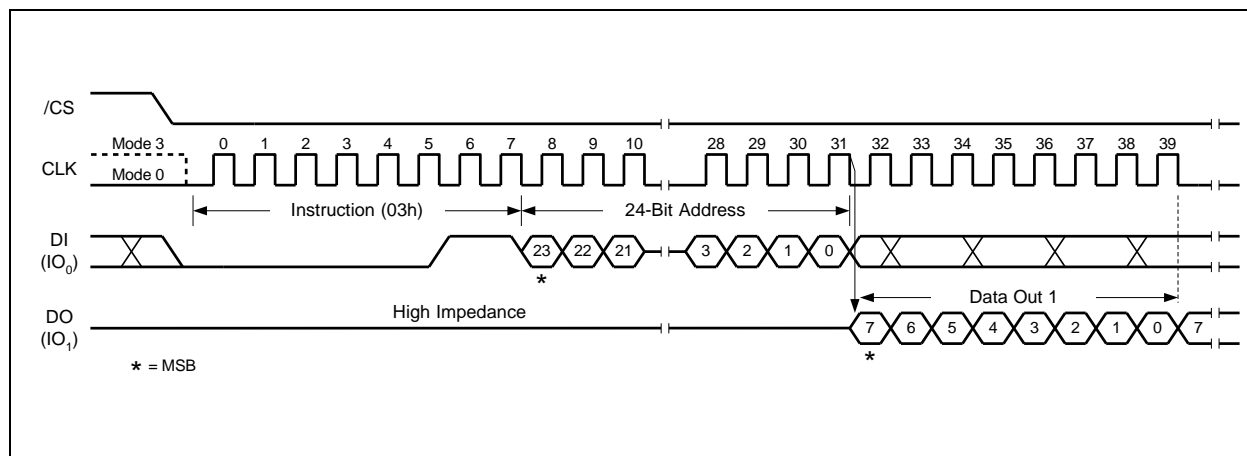 /CS
Mode 3
0 1 2 3 4 5 6 7 8 9 10 28 29 30 31 32 33 34 35 36 37 38 39
CLK
Mode 0
Instruction (03h)
24-Bit Address
DI
(IO0)
23 22 21 3 2 1 0
*
Data Out 1
High Impedance
DO
(IO1)
7 6 5 4 3 2 1 0 7
*
* = MSB